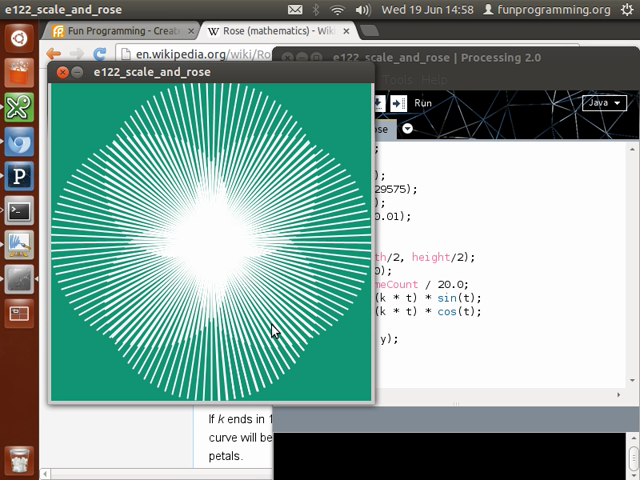 e122_scale_and_rose
Wed 19 Jun 14:58
funprogramming.org
Fun Programming - Create
Rose (mathematics) - Wik
en.wikipedia.org/wiki/Ro
e122_scale_and_rose | Processing 2.0
e122_scale_and_rose
Tools Help
Run
Java
ose
;
29575);
);
0.01);
th/2, height/2);
0);
meCount / 20.0;
(k * t) * sin(t);
(k * t) * cos(t);
y);
If k ends in 1
curve will be
petals.